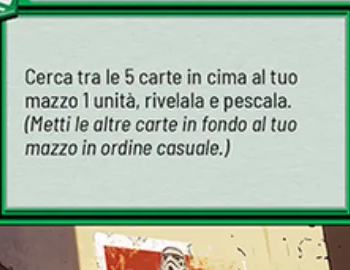 Cerca tra le 5 carte in cima al tuo
mazzo 1 unità, rivelala e pescala.
(Metti le altre carte in fondo al tuo
mazzo in ordine casuale.)